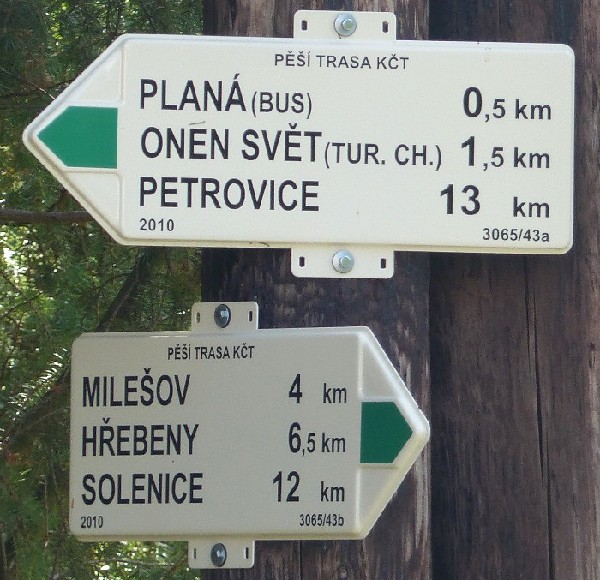 PĚŠÍ TRASA KČT
PLANÁ (BUS) 0,5 km
ONEN SVĚT (TUR. CH.) 1,5 km
PETROVICE 13 km
2010 3065/43a
PĚŠÍ TRASA KČT
MILEŠOV 4 km
HŘEBENY 6,5 km
SOLENICE 12 km
2010 3065/43b